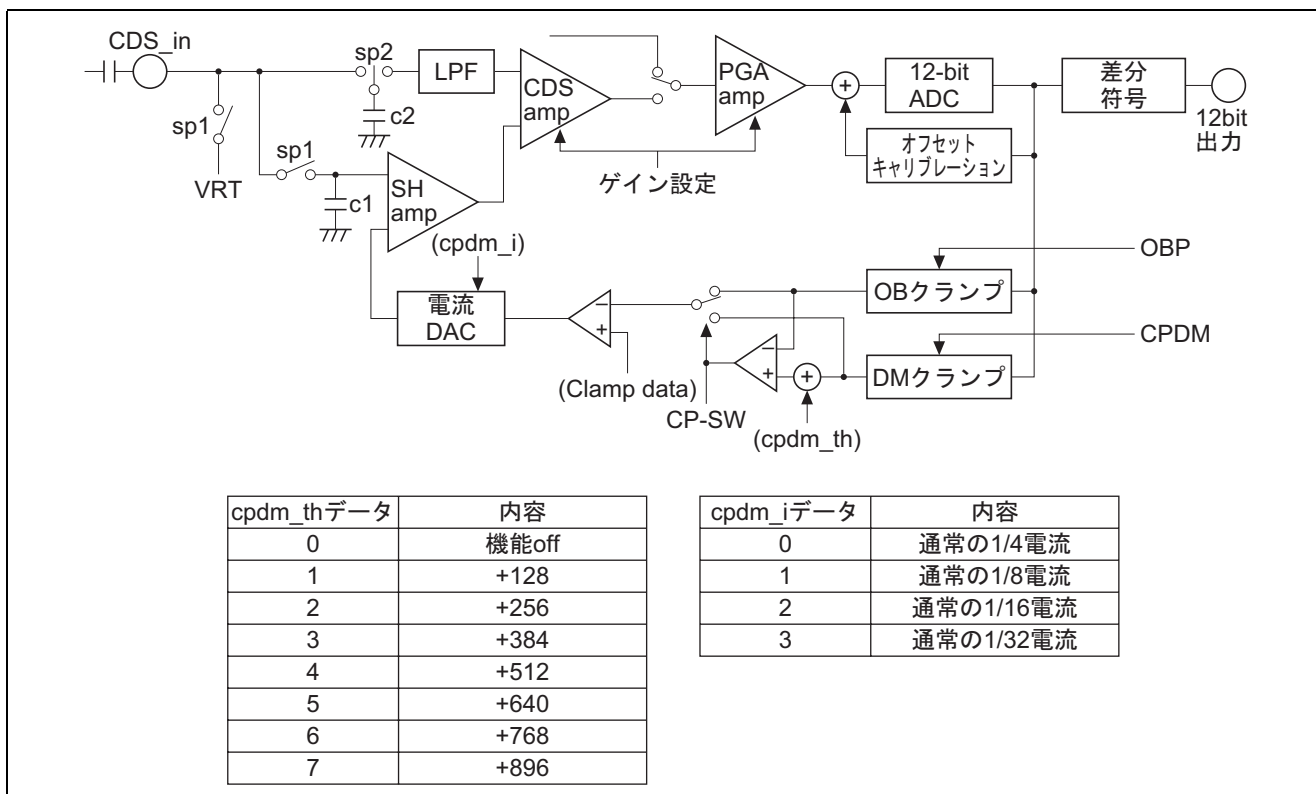 CDS_in
sp2
LPF
c2
sp1
VRT
sp1
c1
SH
amp
CDS
amp
PGA
amp
ゲイン設定
12-bit
ADC
オフセット
キャリブレーション
差分
符号
12bit
出力
(cpdm_i)
電流
DAC
(Clamp data)
CP-SW
(cpdm_th)
OBクランプ
DMクランプ
OBP
CPDM
cpdm_thデータ 内容
0 機能off
1 +128
2 +256
3 +384
4 +512
5 +640
6 +768
7 +896
cpdm_iデータ 内容
0 通常の1/4電流
1 通常の1/8電流
2 通常の1/16電流
3 通常の1/32電流